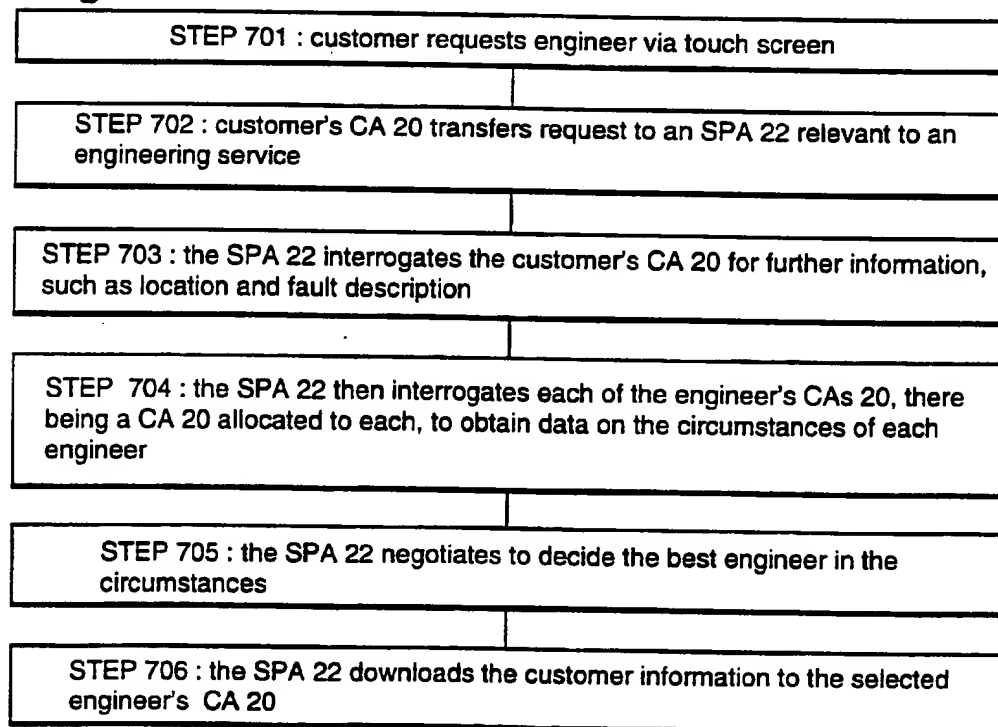 STEP 701 : customer requests engineer via touch screen
STEP 702 : customer's CA 20 transfers request to an SPA 22 relevant to an
engineering service
STEP 703 : the SPA 22 interrogates the customer's CA 20 for further information,
such as location and fault description
STEP 704 : the SPA 22 then interrogates each of the engineer's CAs 20, there
being a CA 20 allocated to each, to obtain data on the circumstances of each
engineer
STEP 705 : the SPA 22 negotiates to decide the best engineer in the
circumstances
STEP 706 : the SPA 22 downloads the customer information to the selected
engineer's CA 20